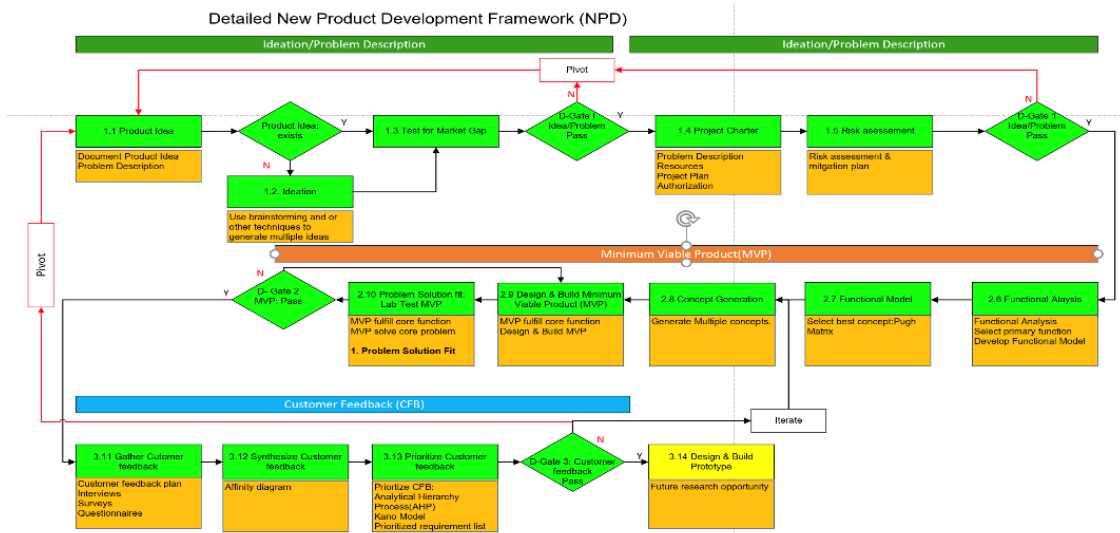 Detailed New Product Development Framework (NPD)
Ideation/Problem Description
Ideation/Problem Description
Pivot
N
N
1.1 Product Idea
Product Idea:
exists
Y
1.3.Test for Market Gap
D-Gate I
Idea/Problem
Pass
Y
1.4 Project Charter
1.5 Risk asessement
D-Gate 1
Idea/Problem
Pass
Document Product Idea
Problem Description
N
1.2. Ideation
Use brainstorming and or
other techniques to
generate multiple ideas
Problem Description
Resources
Project Plan
Authorization
Risk assessment &
mitgation plan
Y
Pivot
Minimum Viable Product(MVP)
N
Y
D- Gate 2
MVP: Pass
2.10 Problem Solution fit:
Lab Test MVP
2.9 Design & Build Minimum
Viable Product (MVP)
2.8 Concept Generation
2.7 Functional Model
2.6 Functional Alaysis
MVP fulfill core function
MVP solve core problem
1. Problem Solution Fit
MVP fulfill core function
Design & Build MVP
Generate Multiple concepts.
Select best concept:Pugh
Matrix
Functional Analysis
Select primary function
Develop Functional Model
Customer Feedback (CFB)
Iterate
N
3.11 Gather Cutomer
feedback
3.12 Synthesize Customer
feedback
3.13 Prioritize Customer
feedback
D-Gate 3: Customer
feedback
Pass
Y
3.14 Design & Build
Prototype
Customer feedback plan
Interviews
Surveys
Questionnaires
Affinity diagram
Priortize CFB:
Analytical Hierarchy
Process(AHP)
Kano Model
Prioritized requirement list
Future research opportunity